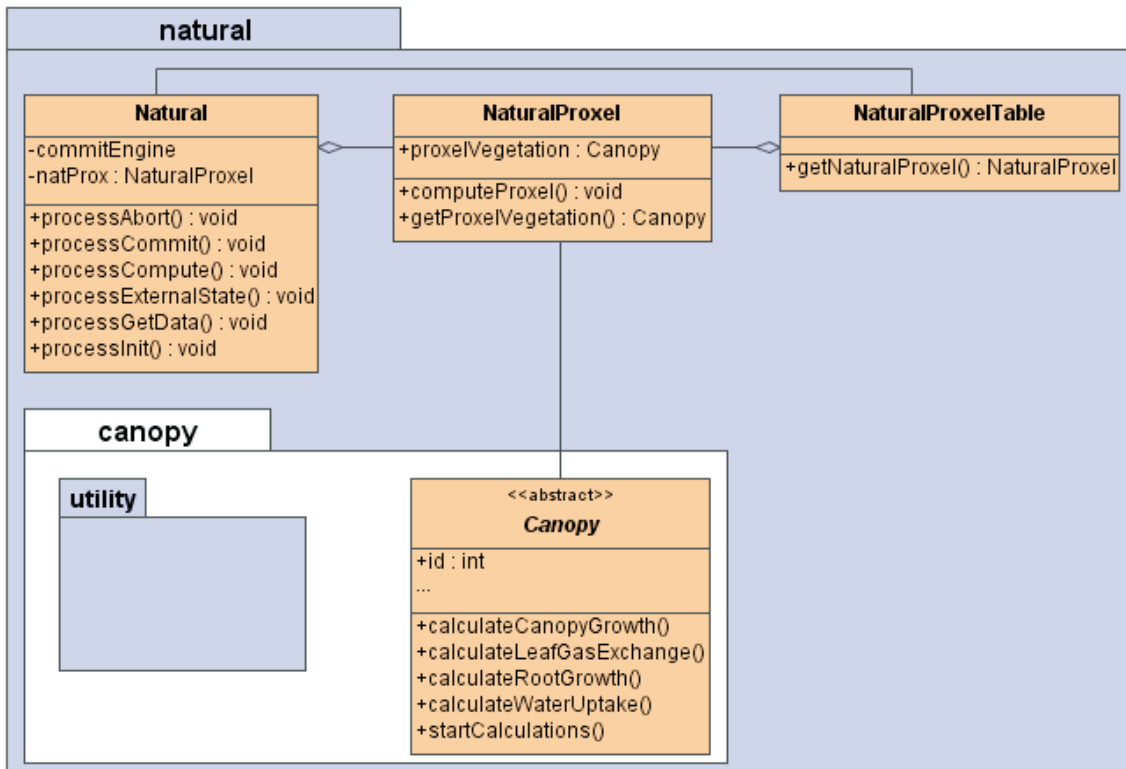 natural
Natural
-commitEngine
-natProx : NaturalProxel
+processAbort() : void
+processCommit() : void
+processCompute() : void
+processExternalState() : void
+processGetData() : void
+processInit() : void
NaturalProxel
+proxelVegetation : Canopy
+computeProxel() : void
+getProxelVegetation() : Canopy
NaturalProxelTable
+getNaturalProxel() : NaturalProxel
canopy
utility
<<abstract>>
Canopy
+id : int
...
+calculateCanopyGrowth()
+calculateLeafGasExchange()
+calculateRootGrowth()
+calculateWaterUptake()
+startCalculations()